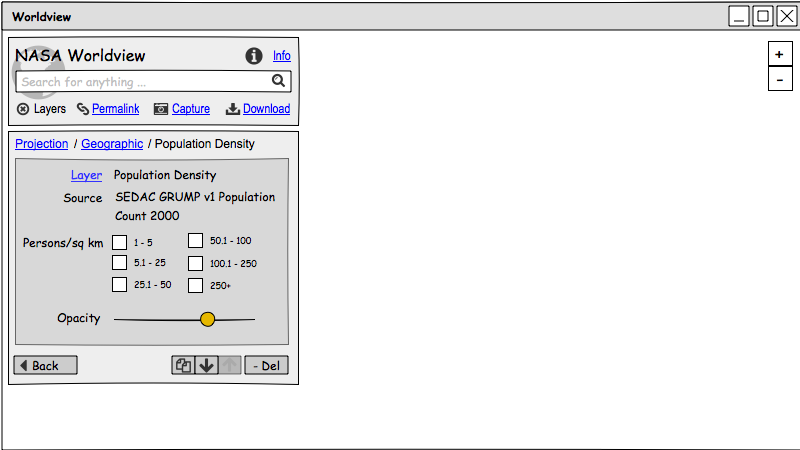 Worldview
NASA Worldview
Info
Search for anything ...
Layers Permalink Capture Download
+
-
Projection / Geographic / Population Density
Layer Population Density
Source SEDAC GRUMP v1 Population
Count 2000
Persons/sq km
1 - 5 50.1 - 100
5.1 - 25 100.1 - 250
25.1 - 50 250+
Opacity
Back - Del